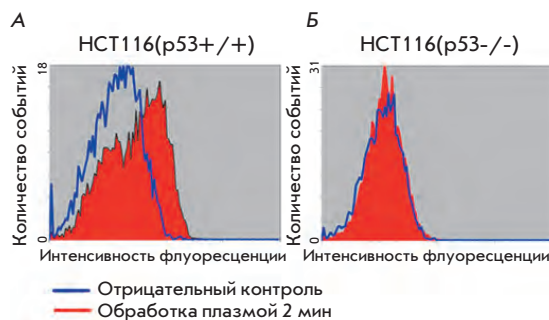 А
HCT116(p53+/+)
18
Количество событий
0
Интенсивность флуоресценции
Б
HCT116(p53-/-)
31
Количество событий
0
Интенсивность флуоресценции
Отрицательный контроль
Обработка плазмой 2 мин